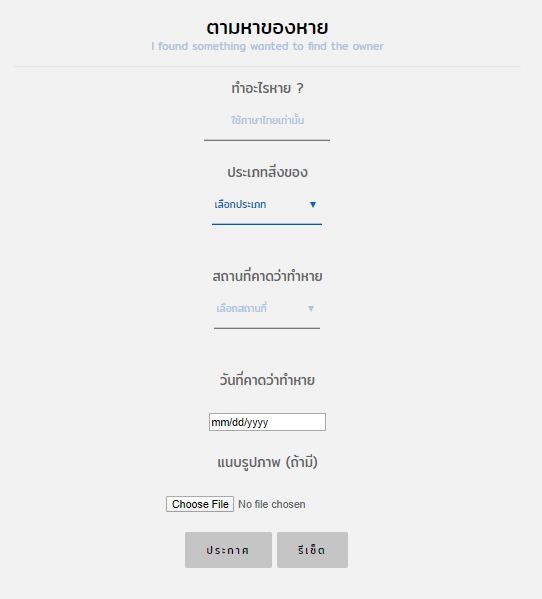 ตามหาของหาย
I found something wanted to find the owner
ทำอะไรหาย ?
ใช้ภาษาไทยเท่านั้น
ประเภทสิ่งของ
เลือกประเภท ▼
สถานที่คาดว่าทำหาย
เลือกสถานที่ ▼
วันที่คาดว่าทำหาย
mm/dd/yyyy
แนบรูปภาพ (ถ้ามี)
Choose File No file chosen
ประกาศ รีเซ็ต